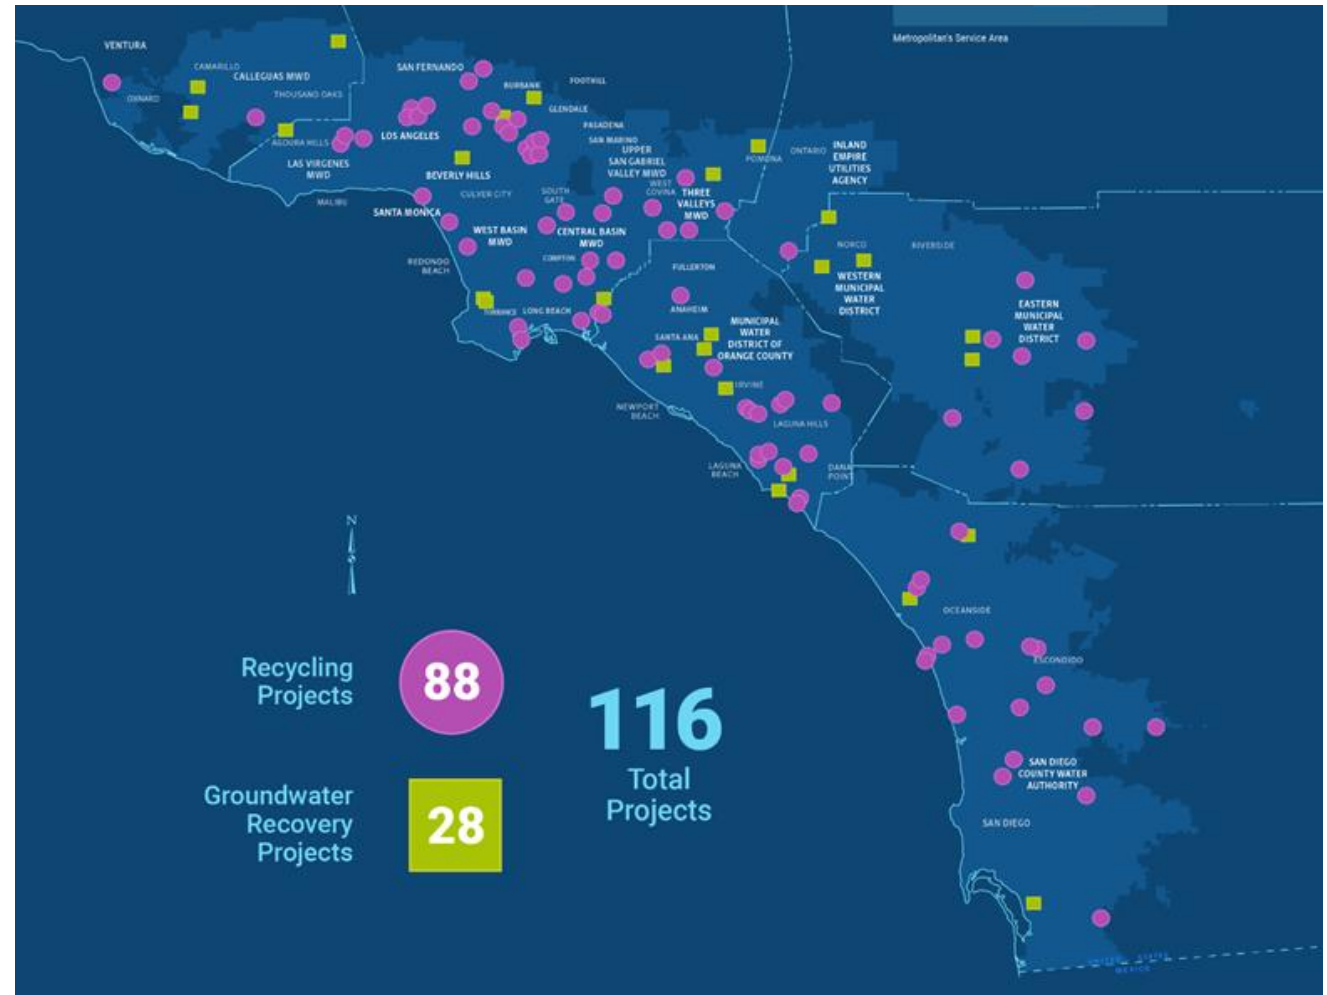 Metropolitan's Service Area
VENTURA
CAMARILLO
CALLEGUAS MWD
OXNARD
THOUSAND OAKS
AGOURA HILLS
LAS VIRGENES
MWD
MALIBU
SAN FERNANDO
LOS ANGELES
BURBANK
FOOTHILL
GLENDALE
PASADENA
SAN MARINO
UPPER
SAN GABRIEL
VALLEY MWD
BEVERLY HILLS
CULVER CITY
SANTA MONICA
SOUTH
GATE
WEST
COVINA
THREE
VALLEYS
MWD
POMONA
ONTARIO
INLAND
EMPIRE
UTILITIES
AGENCY
WEST BASIN
MWD
CENTRAL BASIN
MWD
COMPTON
REDONDO
BEACH
TORRANCE
LONG BEACH
FULLERTON
ANAHEIM
SANTA ANA
MUNICIPAL
WATER
DISTRICT OF
ORANGE COUNTY
IRVINE
NEWPORT
BEACH
LAGUNA HILLS
LAGUNA
BEACH
DANA
POINT
NORCO
RIVERSIDE
WESTERN
MUNICIPAL
WATER
DISTRICT
EASTERN
MUNICIPAL
WATER
DISTRICT
N
OCEANSIDE
ESCONDIDO
SAN DIEGO
COUNTY WATER
AUTHORITY
SAN DIEGO
UNITED STATES
MEXICO
Recycling
Projects
88
Groundwater
Recovery
Projects
28
116
Total
Projects